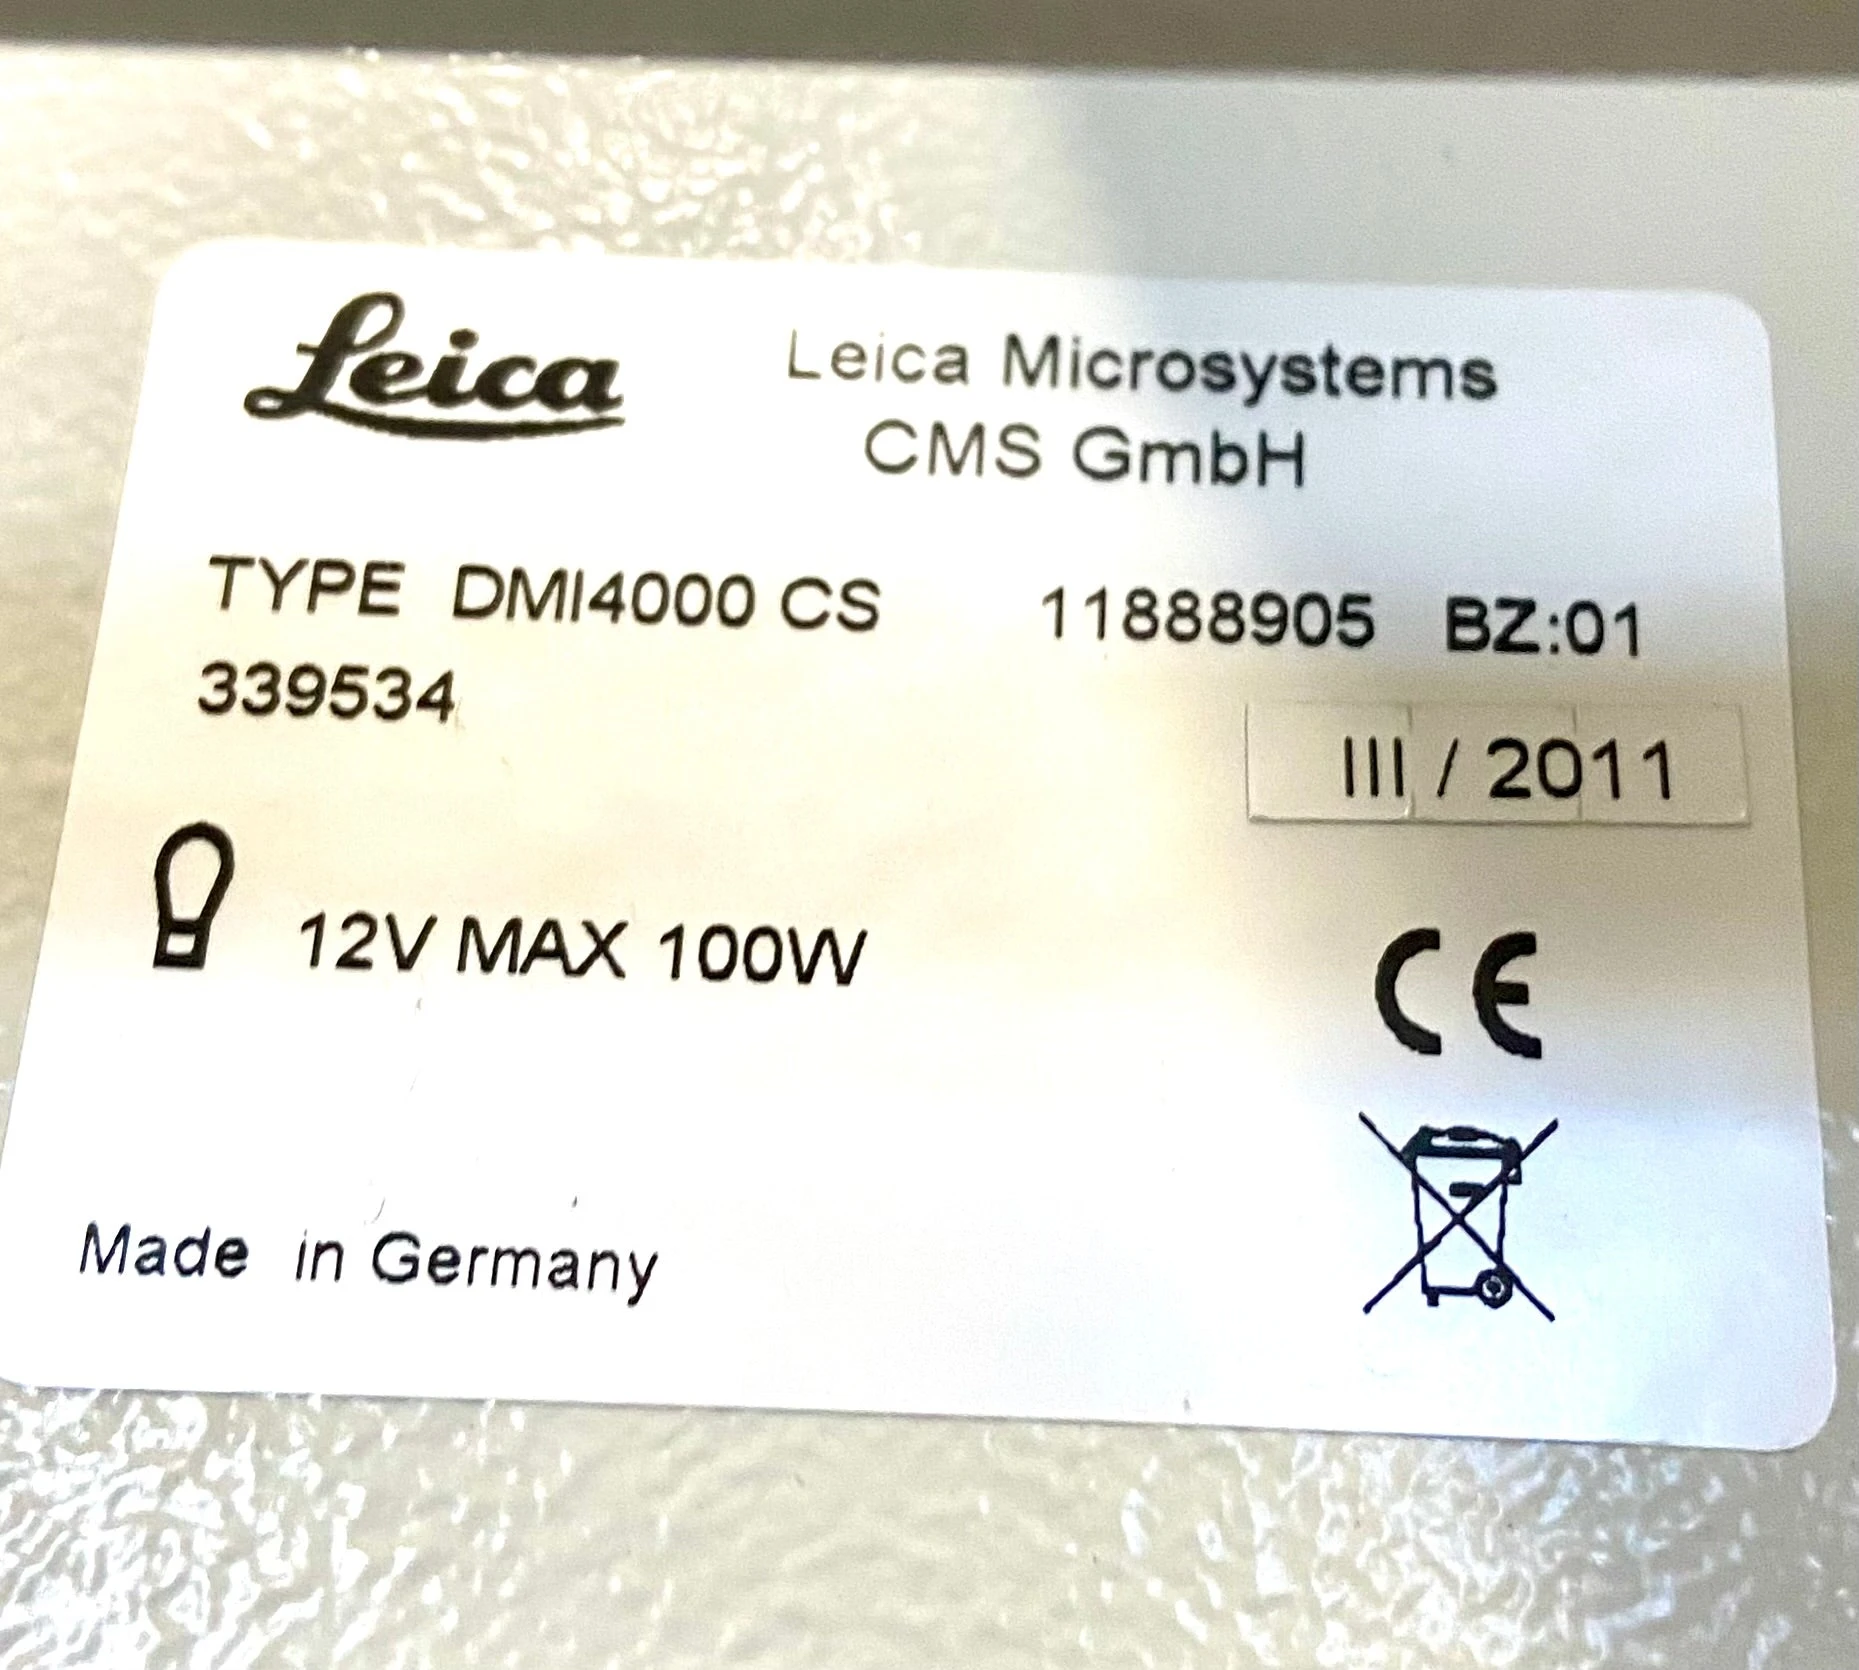 Leica
Leica Microsystems
CMS GmbH
TYPE DMI4000 CS 11888905 BZ:01
339534
III / 2011
12V MAX 100W
CE
Made in Germany